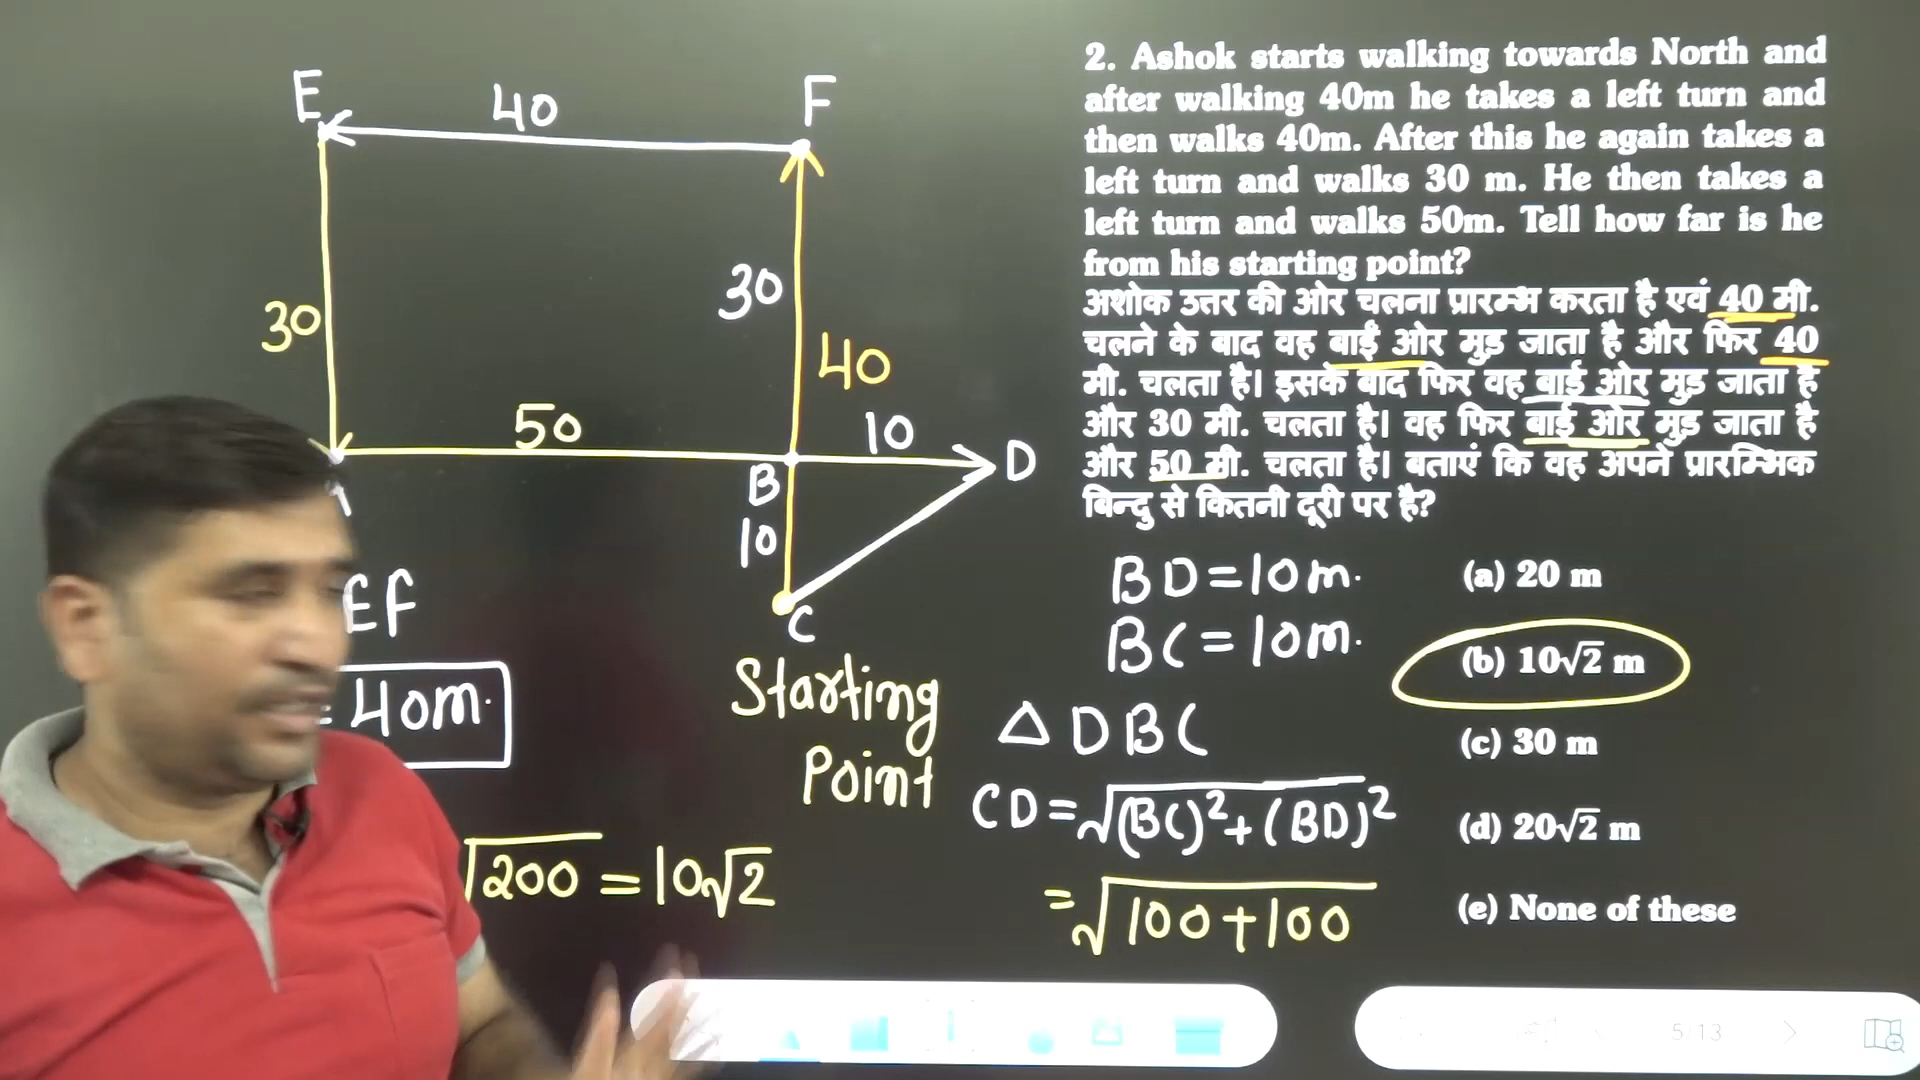 E
40
F
30
30
40
50
10
D
B
10
C
EF
= 40m.
Starting
Point
√200 = 10√2
2. Ashok starts walking towards North and
after walking 40m he takes a left turn and
then walks 40m. After this he again takes a
left turn and walks 30 m. He then takes a
left turn and walks 50m. Tell how far is he
from his starting point?
अशोक उत्तर की ओर चलना प्रारम्भ करता है एवं 40 मी.
चलने के बाद वह बाईं ओर मुड़ जाता है और फिर 40
मी. चलता है। इसके बाद फिर वह बाई ओर मुड़ जाता है
और 30 मी. चलता है। वह फिर बाई ओर मुड़ जाता है
और 50 मी. चलता है। बताएं कि वह अपने प्रारम्भिक
बिन्दु से कितनी दूरी पर है?
BD=10m.
BC=10m.
△DBC
CD=√(BC)²+(BD)²
=√100+100
(a) 20 m
(b) 10√2 m
(c) 30 m
(d) 20√2 m
(e) None of these
5/13